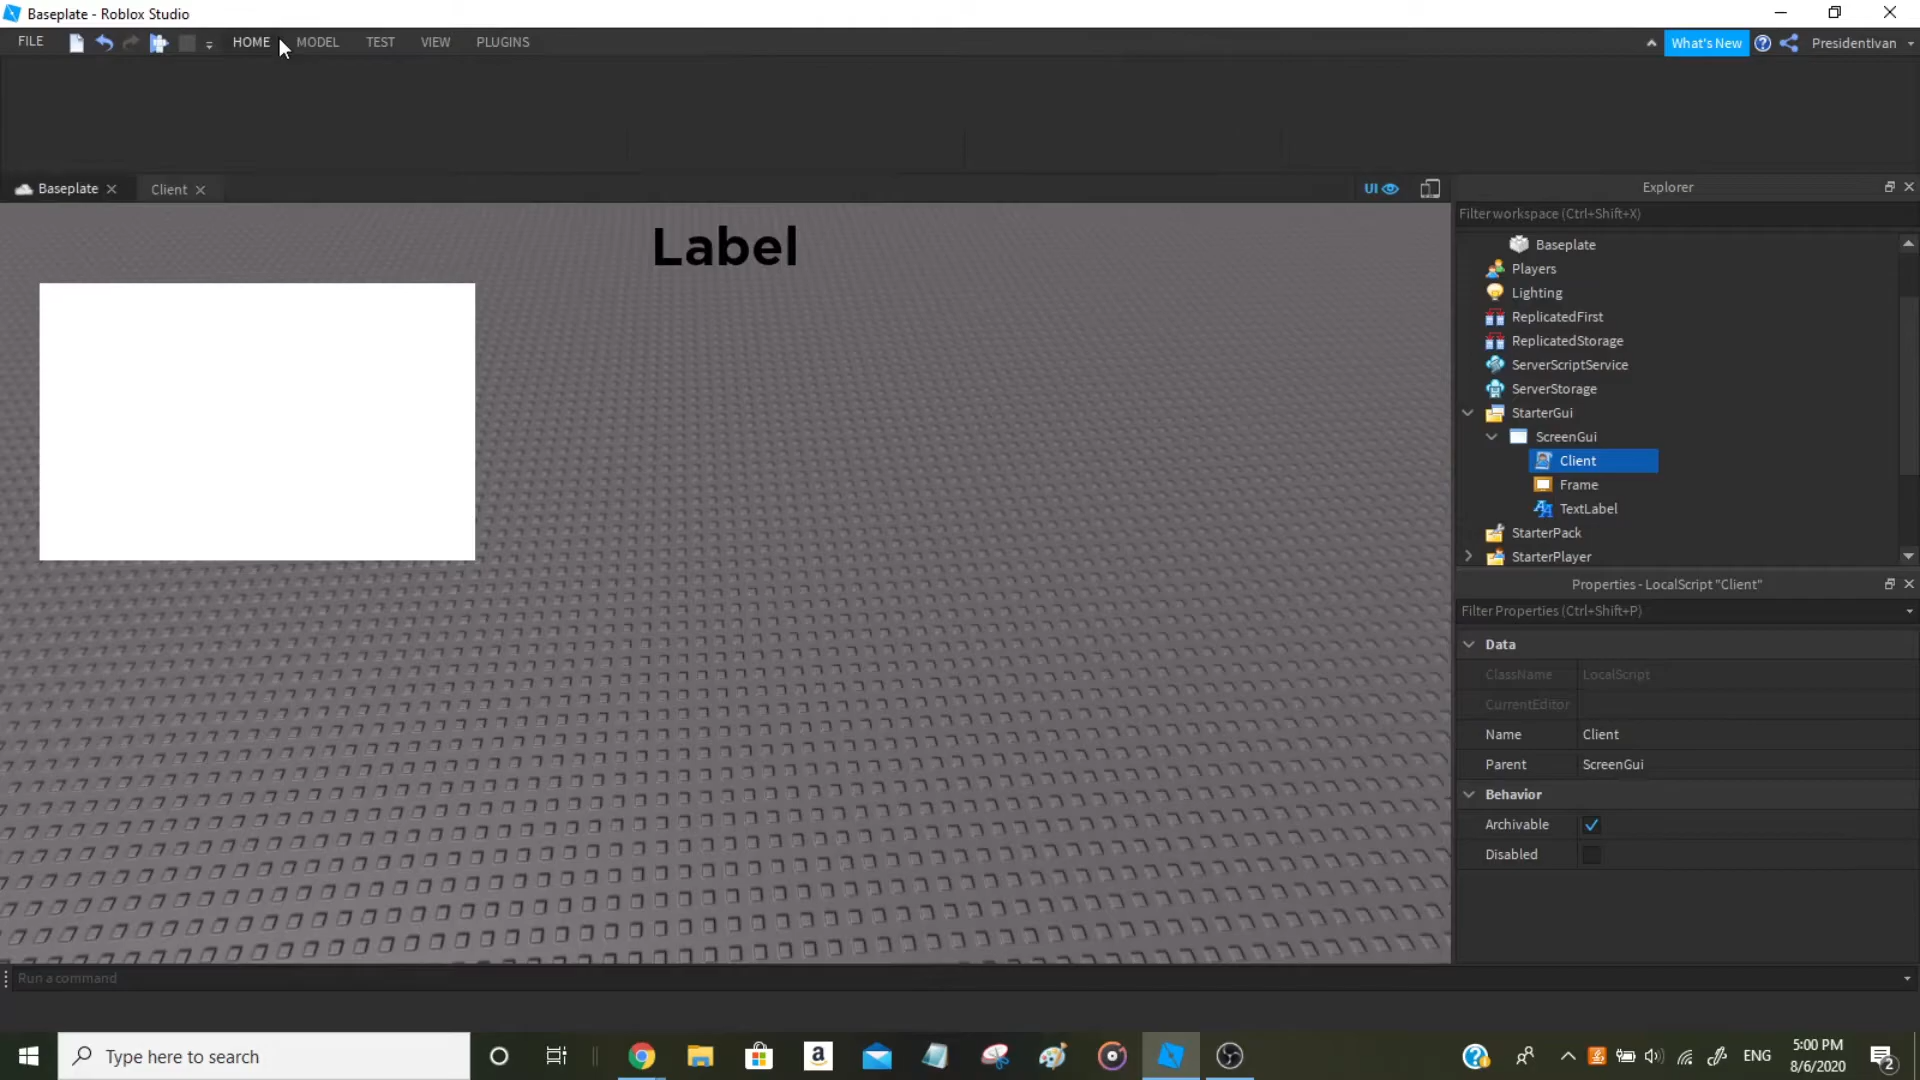 Baseplate - Roblox Studio
FILE HOME MODEL TEST VIEW PLUGINS What's New PresidentIvan
Baseplate Client UI
Label
Explorer
Filter workspace (Ctrl+Shift+X)
Baseplate
Players
Lighting
ReplicatedFirst
ReplicatedStorage
ServerScriptService
ServerStorage
StarterGui
ScreenGui
Client
Frame
TextLabel
StarterPack
StarterPlayer
Properties - LocalScript "Client"
Filter Properties (Ctrl+Shift+P)
Data
ClassName LocalScript
CurrentEditor
Name Client
Parent ScreenGui
Behavior
Archivable
Disabled
Run a command
Type here to search
ENG
5:00 PM
8/6/2020
2